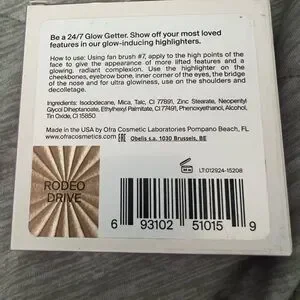 Be a 24/7 Glow Getter. Show off your most loved
features in our glow-inducing highlighters.
How to use: Using fan brush #7, apply to the high points of the
face to give the appearance of more lifted features and a
glowing, radiant complexion. Use the highlighter on the
cheekbones, eyebrow bone, inner corner of the eyes, the bridge
of the nose and for ultra glowiness, use on the shoulders and
decolletage.
Ingredients: Isododecane, Mica, Talc, CI 77891, Zinc Stearate, Neopentyl
Glycol Diheptanoate, Ethylhexyl Palmitate, CI 77491, Phenoxyethanol, Alcohol,
Tin Oxide, CI 15850
Made in the USA by Ofra Cosmetic Laboratories Pompano Beach, FL
www.ofracosmetics.com EC REP Obelis s.a. 1030 Brussels, BE
RODEO
DRIVE
LT:012924-15208
6 93102 51015 9